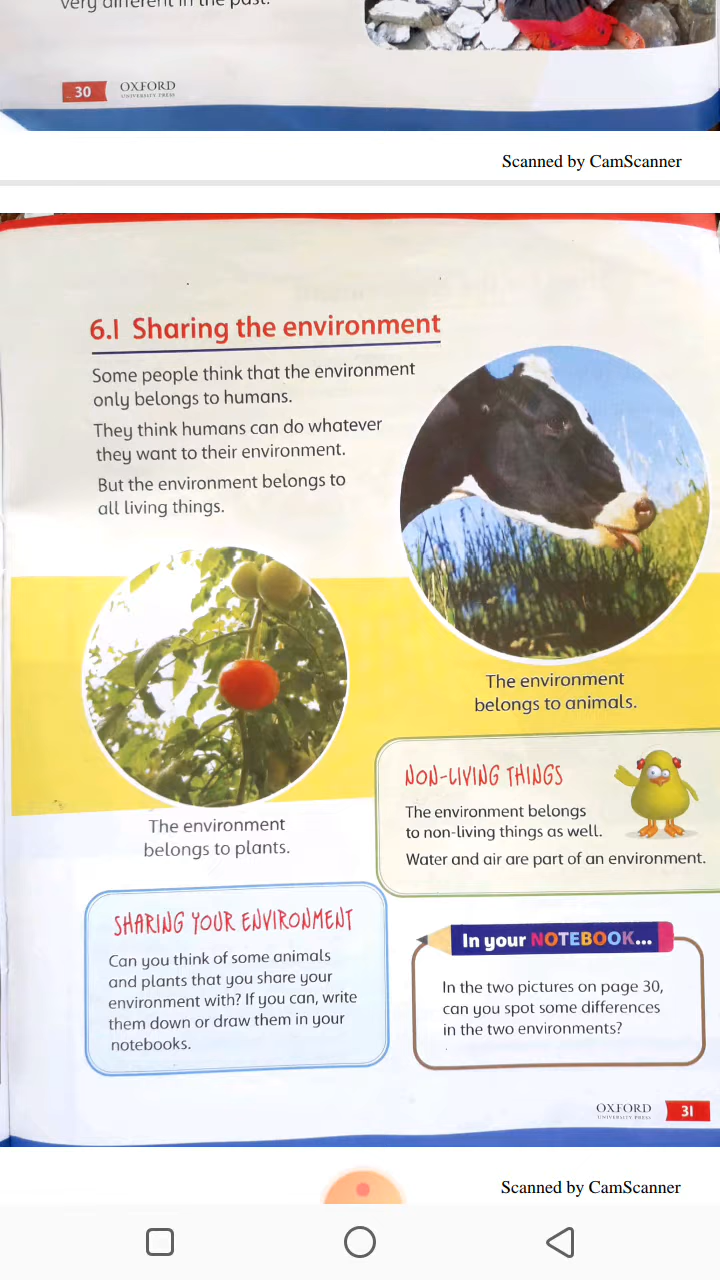 very different in the past.
30
OXFORD
UNIVERSITY PRESS
Scanned by CamScanner
6.1 Sharing the environment
Some people think that the environment
only belongs to humans.
They think humans can do whatever
they want to their environment.
But the environment belongs to
all living things.
The environment
belongs to animals.
The environment
belongs to plants.
NON-LIVING THINGS
The environment belongs
to non-living things as well.
Water and air are part of an environment.
SHARING YOUR ENVIRONMENT
Can you think of some animals
and plants that you share your
environment with? If you can, write
them down or draw them in your
notebooks.
In your NOTEBOOK...
In the two pictures on page 30,
can you spot some differences
in the two environments?
OXFORD
UNIVERSITY PRESS
31
Scanned by CamScanner